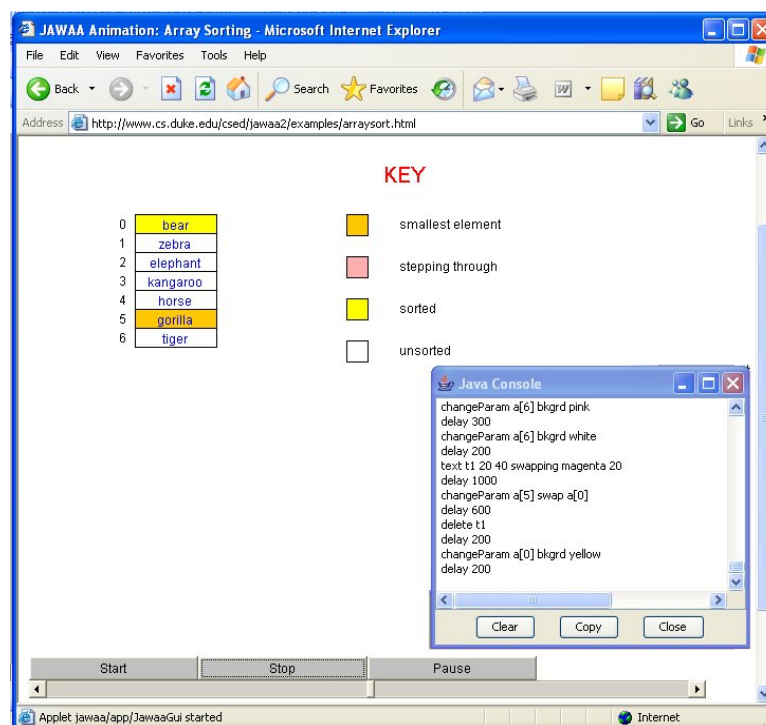 JAWAA Animation: Array Sorting - Microsoft Internet Explorer
File Edit View Favorites Tools Help
Back Search Favorites
Address http://www.cs.duke.edu/csed/jawaa2/examples/arraysort.html Go Links
KEY
0 bear
1 zebra
2 elephant
3 kangaroo
4 horse
5 gorilla
6 tiger
smallest element
stepping through
sorted
unsorted
Java Console
changeParam a[6] bkgrd pink
delay 300
changeParam a[6] bkgrd white
delay 200
text t1 20 40 swapping magenta 20
delay 1000
changeParam a[5] swap a[0]
delay 600
delete t1
delay 200
changeParam a[0] bkgrd yellow
delay 200
Clear Copy Close
Start Stop Pause
Applet jawaa/app/JawaaGui started Internet